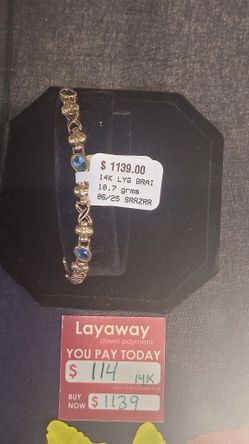 $ 1139.00
14K LYG BRAI
10.7 grms
06/25 SRRZRR
Layaway
down payment
YOU PAY TODAY
$ 114 14K
BUY NOW $ 1139